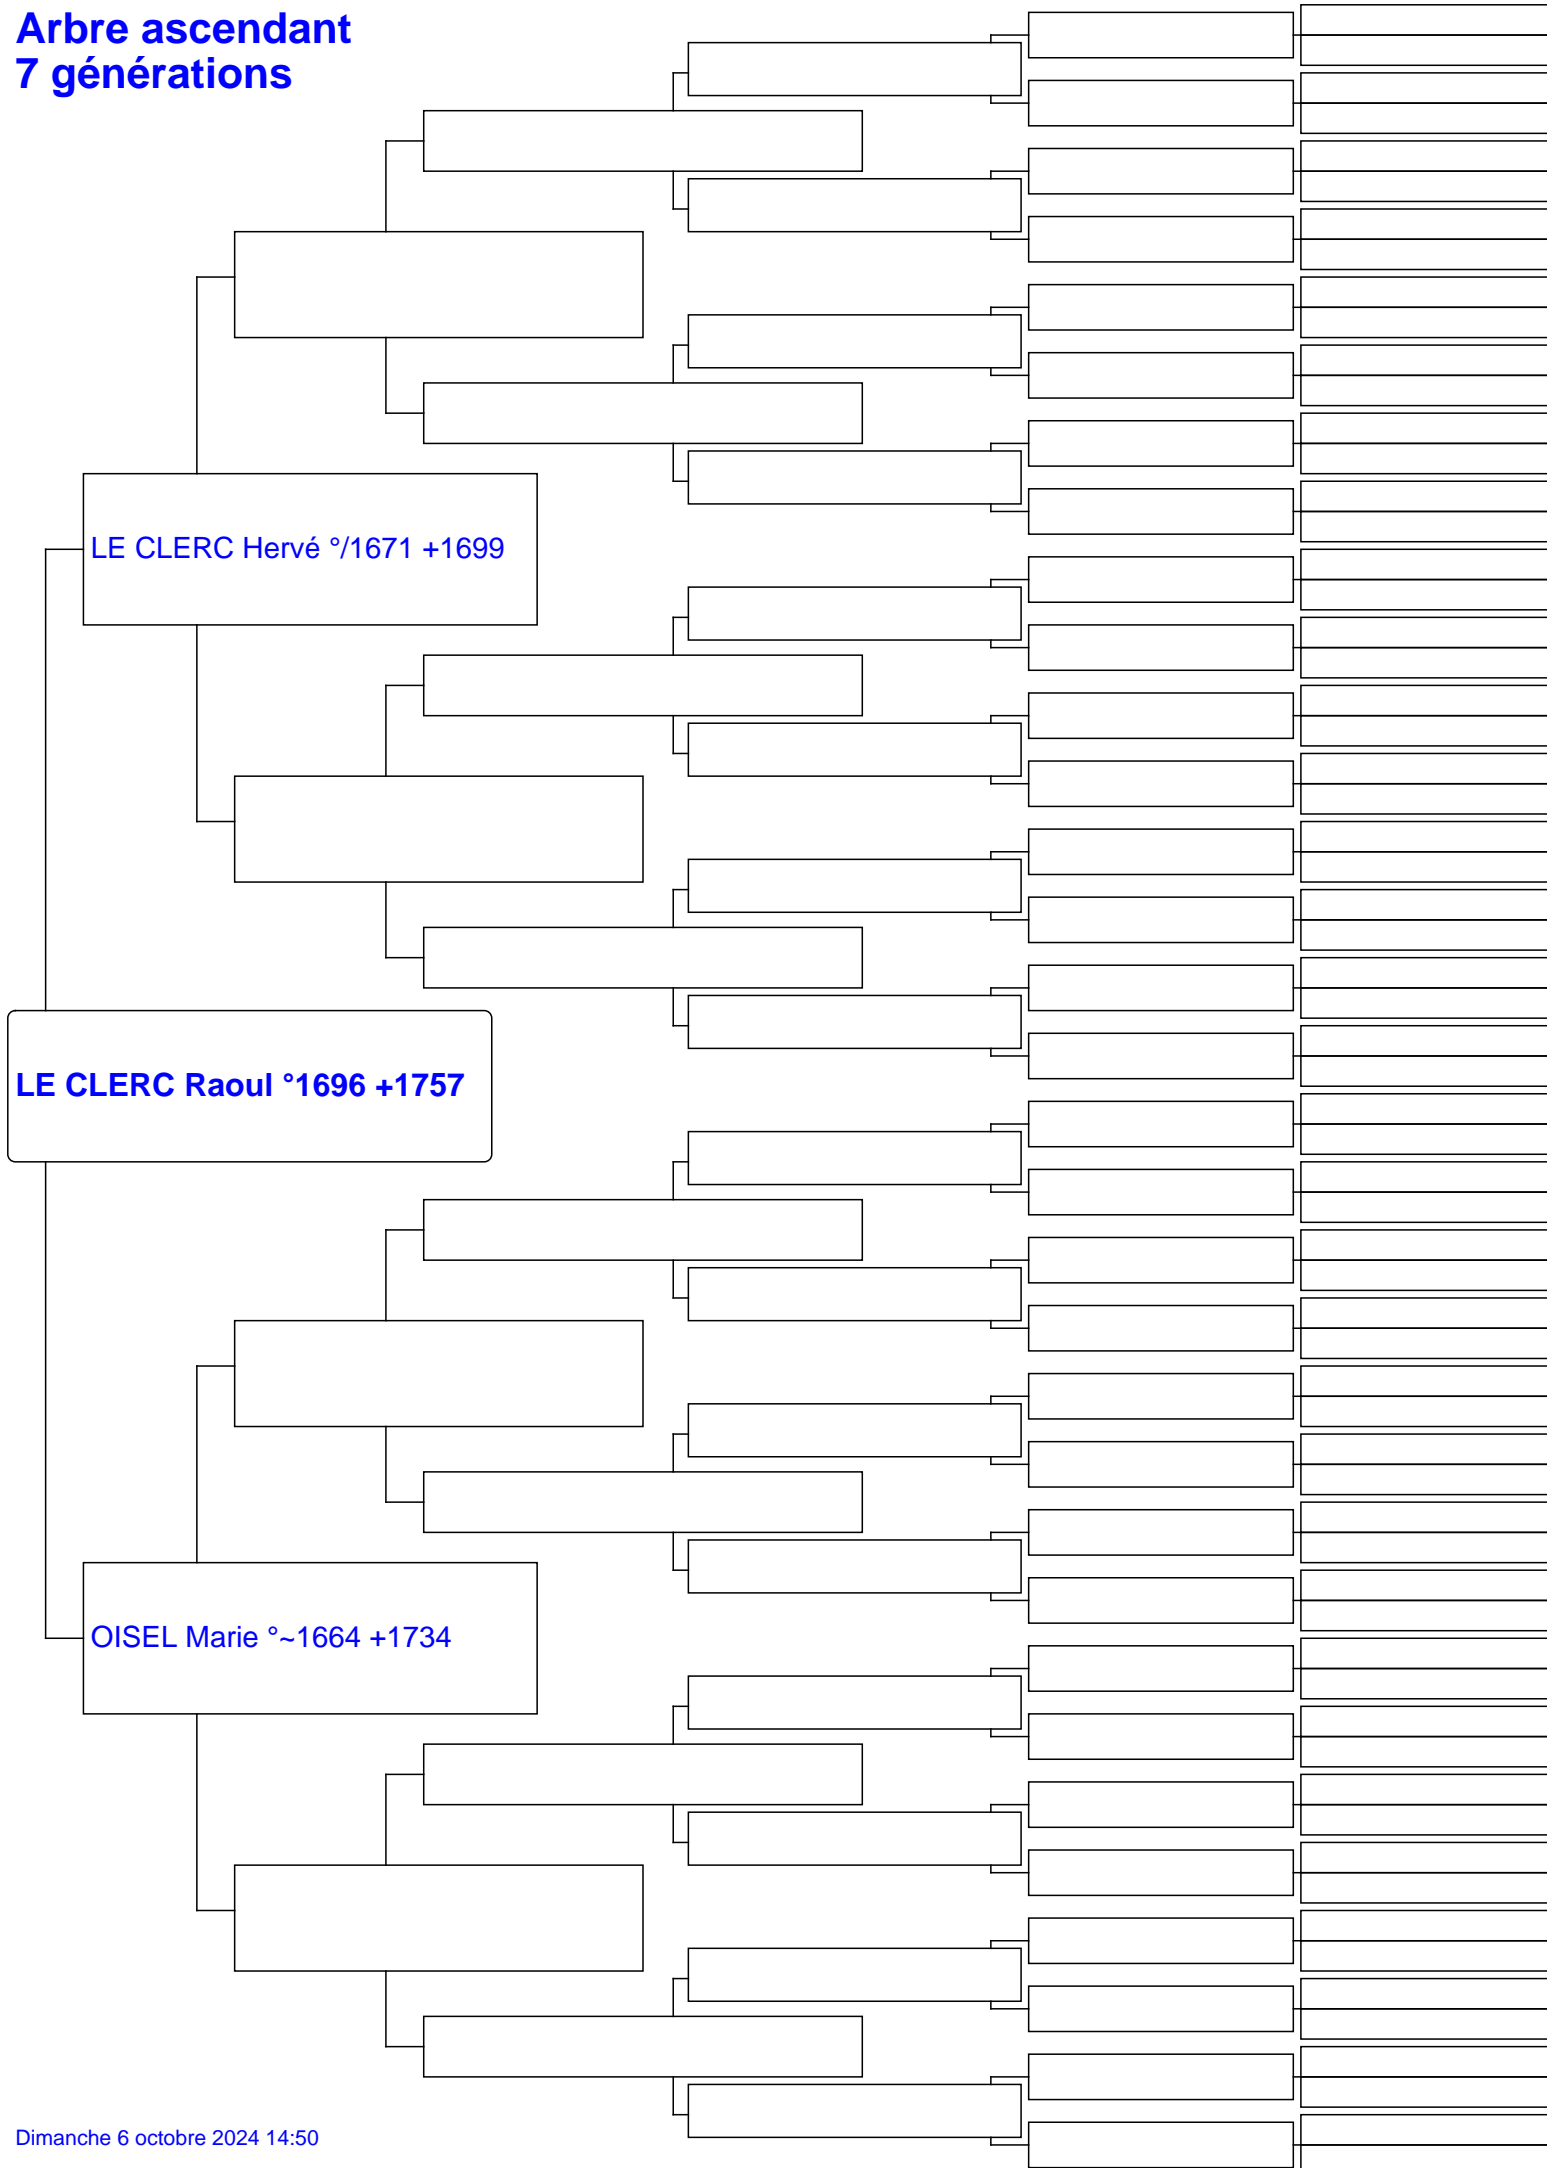 Arbre ascendant
7 générations
LE CLERC Hervé °/1671 +1699
LE CLERC Raoul °1696 +1757
OISEL Marie °~1664 +1734
Dimanche 6 octobre 2024 14:50